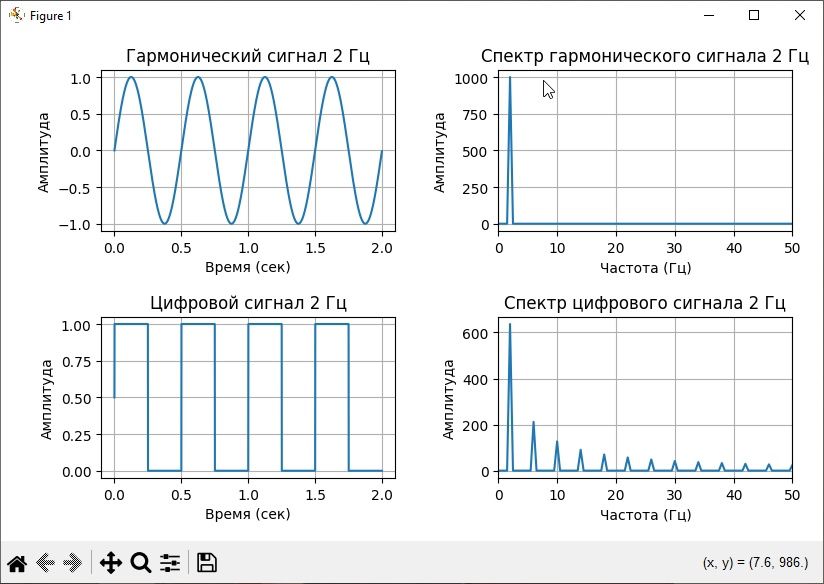 Figure 1
Гармонический сигнал 2 Гц
Амплитуда
1.0
0.5
0.0
−0.5
−1.0
0.0 0.5 1.0 1.5 2.0
Время (сек)
Спектр гармонического сигнала 2 Гц
Амплитуда
1000
750
500
250
0
0 10 20 30 40 50
Частота (Гц)
Цифровой сигнал 2 Гц
Амплитуда
1.00
0.75
0.50
0.25
0.00
0.0 0.5 1.0 1.5 2.0
Время (сек)
Спектр цифрового сигнала 2 Гц
Амплитуда
600
400
200
0
0 10 20 30 40 50
Частота (Гц)
(x, y) = (7.6, 986.)